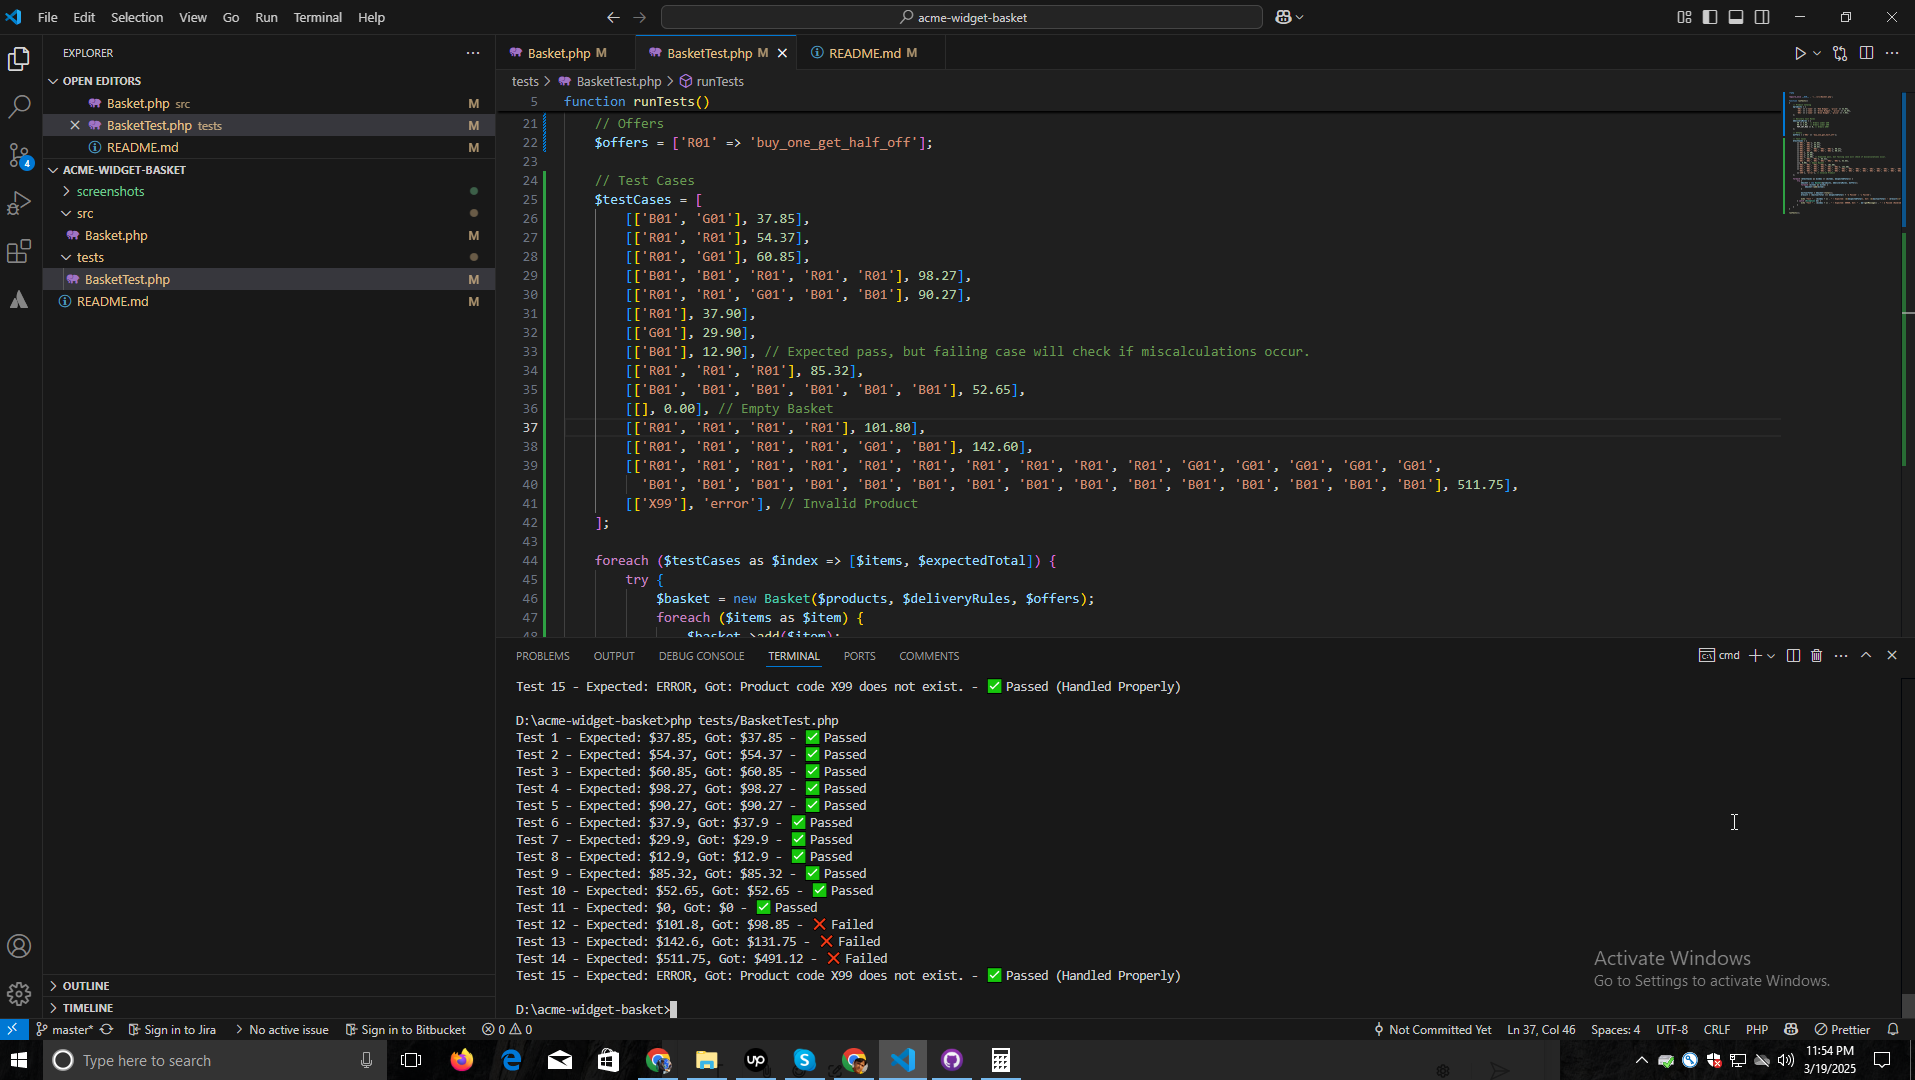 File Edit Selection View Go Run Terminal Help
acme-widget-basket
EXPLORER
OPEN EDITORS
Basket.php src M
BasketTest.php tests M
README.md M
ACME-WIDGET-BASKET
screenshots
src
Basket.php M
tests
BasketTest.php M
README.md M
OUTLINE
TIMELINE
4
Basket.php M
BasketTest.php M
README.md M
tests > BasketTest.php > runTests
5 function runTests()
21 // Offers
22 $offers = ['R01' => 'buy_one_get_half_off'];
23
24 // Test Cases
25 $testCases = [
26 [['B01', 'G01'], 37.85],
27 [['R01', 'R01'], 54.37],
28 [['R01', 'G01'], 60.85],
29 [['B01', 'B01', 'R01', 'R01', 'R01'], 98.27],
30 [['R01', 'R01', 'G01', 'B01', 'B01'], 90.27],
31 [['R01'], 37.90],
32 [['G01'], 29.90],
33 [['B01'], 12.90], // Expected pass, but failing case will check if miscalculations occur.
34 [['R01', 'R01', 'R01'], 85.32],
35 [['B01', 'B01', 'B01', 'B01', 'B01', 'B01'], 52.65],
36 [[], 0.00], // Empty Basket
37 [['R01', 'R01', 'R01', 'R01'], 101.80],
38 [['R01', 'R01', 'R01', 'R01', 'G01', 'B01'], 142.60],
39 [['R01', 'R01', 'R01', 'R01', 'R01', 'R01', 'R01', 'R01', 'R01', 'R01', 'G01', 'G01', 'G01', 'G01', 'G01',
40 'B01', 'B01', 'B01', 'B01', 'B01', 'B01', 'B01', 'B01', 'B01', 'B01', 'B01', 'B01', 'B01', 'B01', 'B01'], 511.75],
41 [['X99'], 'error'], // Invalid Product
42 ];
43
44 foreach ($testCases as $index => [$items, $expectedTotal]) {
45 try {
46 $basket = new Basket($products, $deliveryRules, $offers);
47 foreach ($items as $item) {
48 $basket->add($item);
PROBLEMS OUTPUT DEBUG CONSOLE TERMINAL PORTS COMMENTS
cmd
Test 15 - Expected: ERROR, Got: Product code X99 does not exist. - ✅ Passed (Handled Properly)
D:\acme-widget-basket>php tests/BasketTest.php
Test 1 - Expected: $37.85, Got: $37.85 - ✅ Passed
Test 2 - Expected: $54.37, Got: $54.37 - ✅ Passed
Test 3 - Expected: $60.85, Got: $60.85 - ✅ Passed
Test 4 - Expected: $98.27, Got: $98.27 - ✅ Passed
Test 5 - Expected: $90.27, Got: $90.27 - ✅ Passed
Test 6 - Expected: $37.9, Got: $37.9 - ✅ Passed
Test 7 - Expected: $29.9, Got: $29.9 - ✅ Passed
Test 8 - Expected: $12.9, Got: $12.9 - ✅ Passed
Test 9 - Expected: $85.32, Got: $85.32 - ✅ Passed
Test 10 - Expected: $52.65, Got: $52.65 - ✅ Passed
Test 11 - Expected: $0, Got: $0 - ✅ Passed
Test 12 - Expected: $101.8, Got: $98.85 - ❌ Failed
Test 13 - Expected: $142.6, Got: $131.75 - ❌ Failed
Test 14 - Expected: $511.75, Got: $491.12 - ❌ Failed
Test 15 - Expected: ERROR, Got: Product code X99 does not exist. - ✅ Passed (Handled Properly)
D:\acme-widget-basket>
Activate Windows
Go to Settings to activate Windows.
master* Sign in to Jira No active issue Sign in to Bitbucket 0 0 Not Committed Yet Ln 37, Col 46 Spaces: 4 UTF-8 CRLF PHP Prettier
Type here to search
up
11:54 PM
3/19/2025